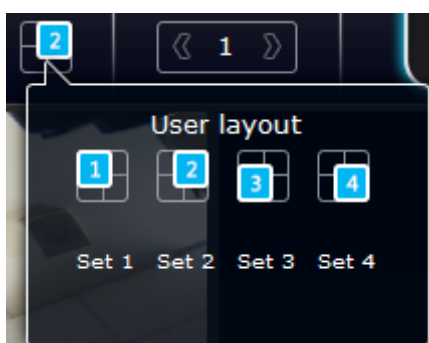 2
1
User layout
1 2 3 4
Set 1 Set 2 Set 3 Set 4